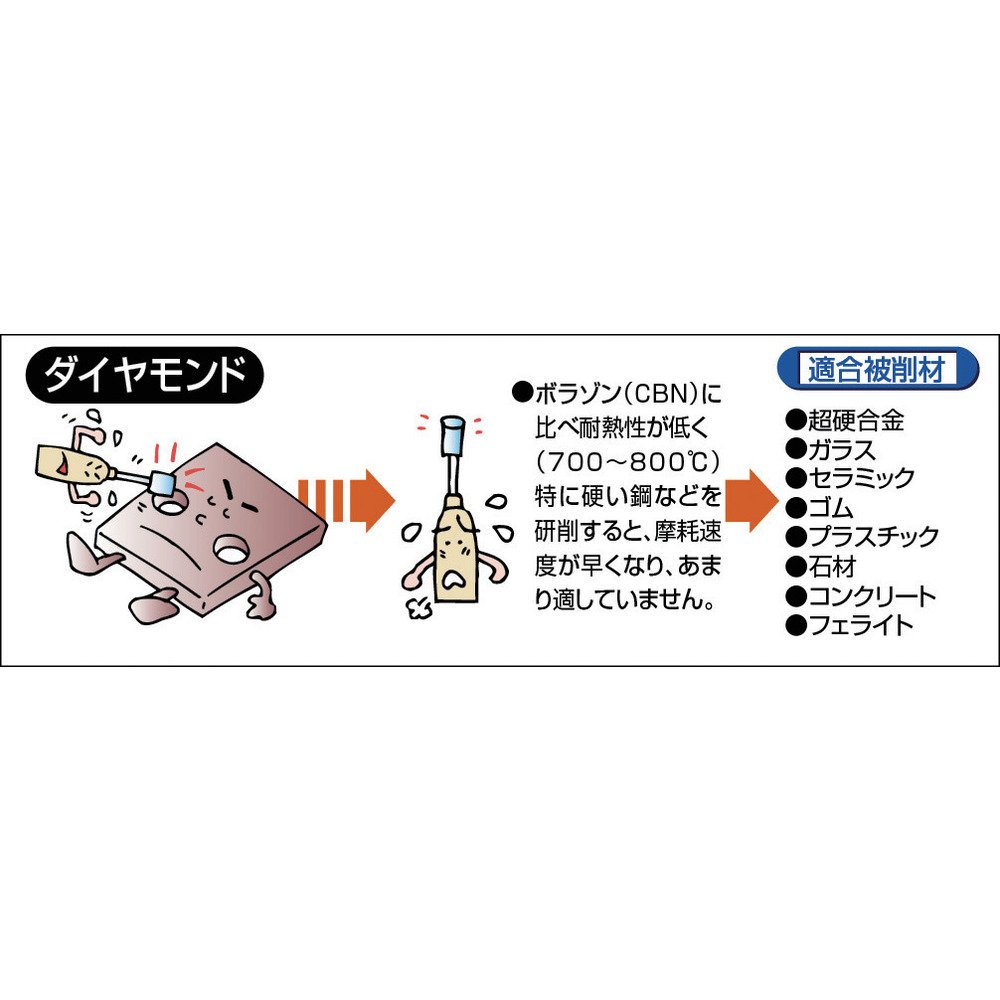 ダイヤモンド
●ボラゾン(CBN)に
比べ耐熱性が低く
(700〜800℃)
特に硬い鋼などを
研削すると、摩耗速
度が早くなり、あま
り適していません。
適合被削材
●超硬合金
●ガラス
●セラミック
●ゴム
●プラスチック
●石材
●コンクリート
●フェライト